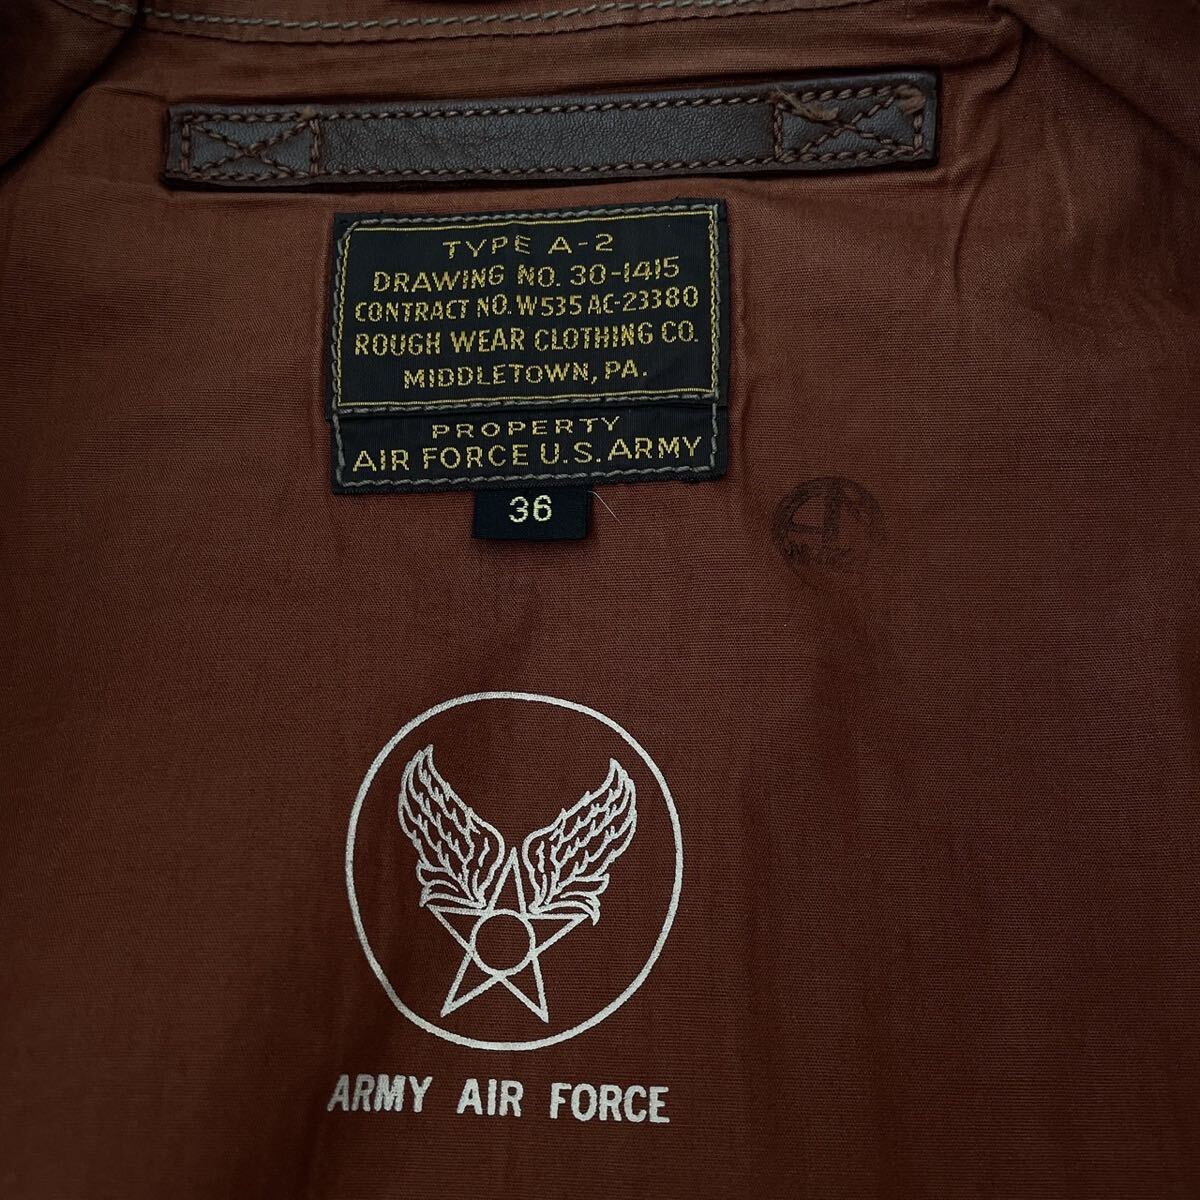 TYPE A-2
DRAWING NO. 30-1415
CONTRACT NO. W535 AC-23380
ROUGH WEAR CLOTHING CO.
MIDDLETOWN, PA.
PROPERTY
AIR FORCE U.S. ARMY
36
ARMY AIR FORCE